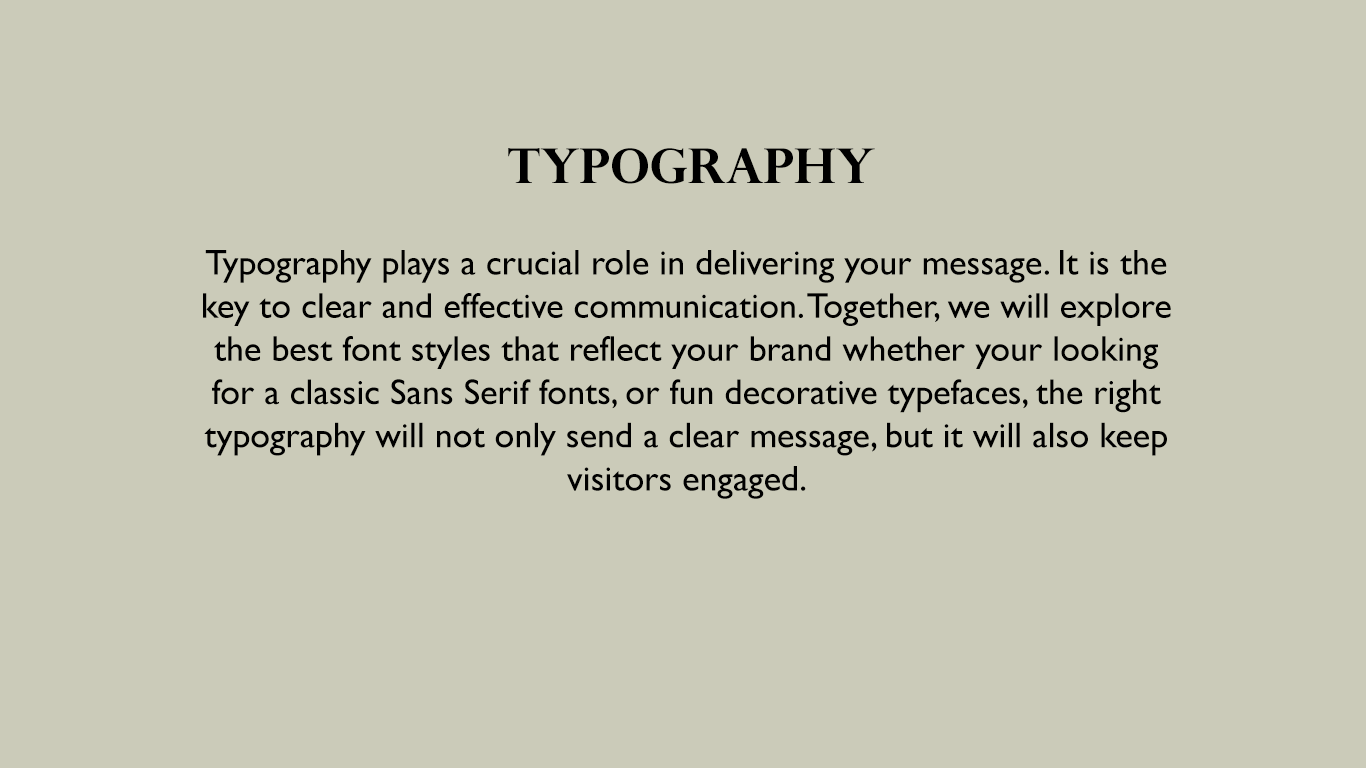 TYPOGRAPHY
Typography plays a crucial role in delivering your message. It is the
key to clear and effective communication. Together, we will explore
the best font styles that reflect your brand whether your looking
for a classic Sans Serif fonts, or fun decorative typefaces, the right
typography will not only send a clear message, but it will also keep
visitors engaged.